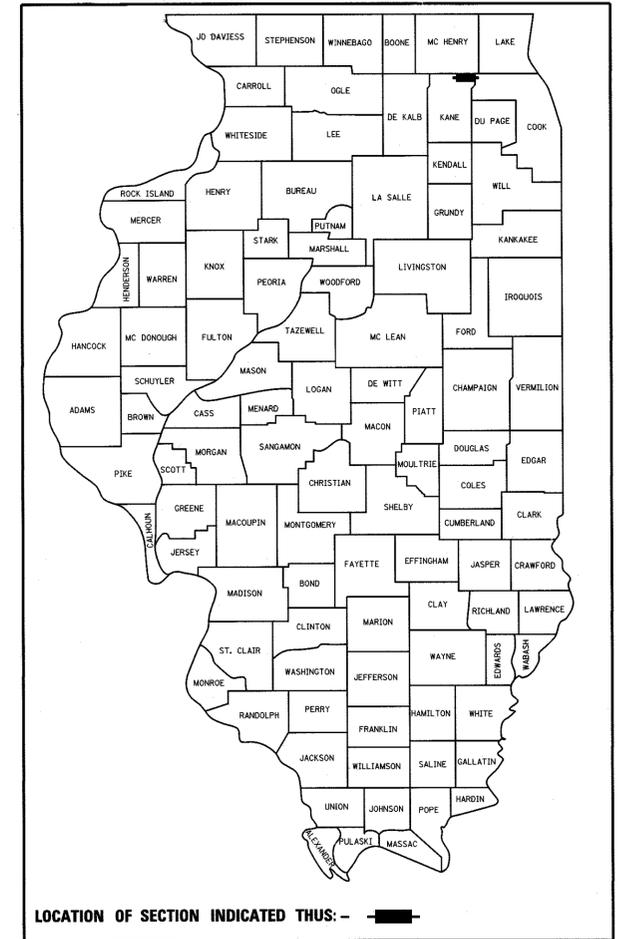 JO DAVIESS STEPHENSON WINNEBAGO BOONE MC HENRY LAKE
CARROLL OGLE DE KALB KANE DU PAGE COOK
WHITESIDE LEE
KENDALL
ROCK ISLAND HENRY BUREAU LA SALLE WILL
MERCER PUTNAM GRUNDY
STARK MARSHALL KANKAKEE
HENDERSON WARREN KNOX PEORIA WOODFORD LIVINGSTON IROQUOIS
HANCOCK MC DONOUGH FULTON TAZEWELL MC LEAN FORD
MASON
SCHUYLER LOGAN DE WITT CHAMPAIGN VERMILION
ADAMS BROWN CASS MENARD PIATT
MACON
MORGAN SANGAMON DOUGLAS EDGAR
PIKE SCOTT MOULTRIE
CHRISTIAN COLES
GREENE SHELBY
CALHOUN MACOUPIN MONTGOMERY CUMBERLAND CLARK
JERSEY
FAYETTE EFFINGHAM JASPER CRAWFORD
MADISON BOND
CLAY RICHLAND LAWRENCE
CLINTON MARION
ST. CLAIR WAYNE EDWARDS WABASH
WASHINGTON JEFFERSON
MONROE
RANDOLPH PERRY HAMILTON WHITE
FRANKLIN
JACKSON WILLIAMSON SALINE GALLATIN
UNION JOHNSON POPE HARDIN
ALEXANDER PULASKI MASSAC
LOCATION OF SECTION INDICATED THUS: –